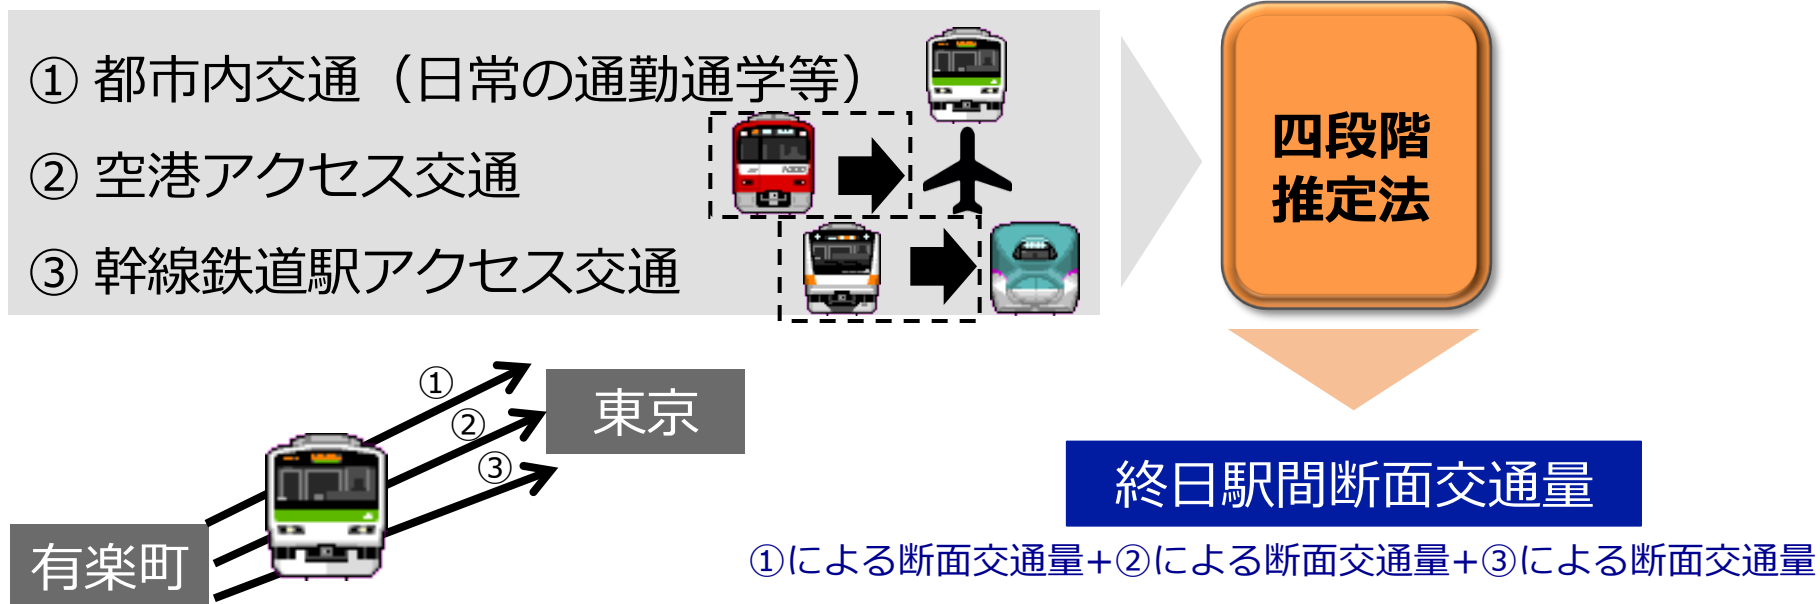 ① 都市内交通（日常の通勤通学等）
② 空港アクセス交通
③ 幹線鉄道駅アクセス交通
四段階
推定法
①
②
③
東京
有楽町
終日駅間断面交通量
①による断面交通量+②による断面交通量+③による断面交通量